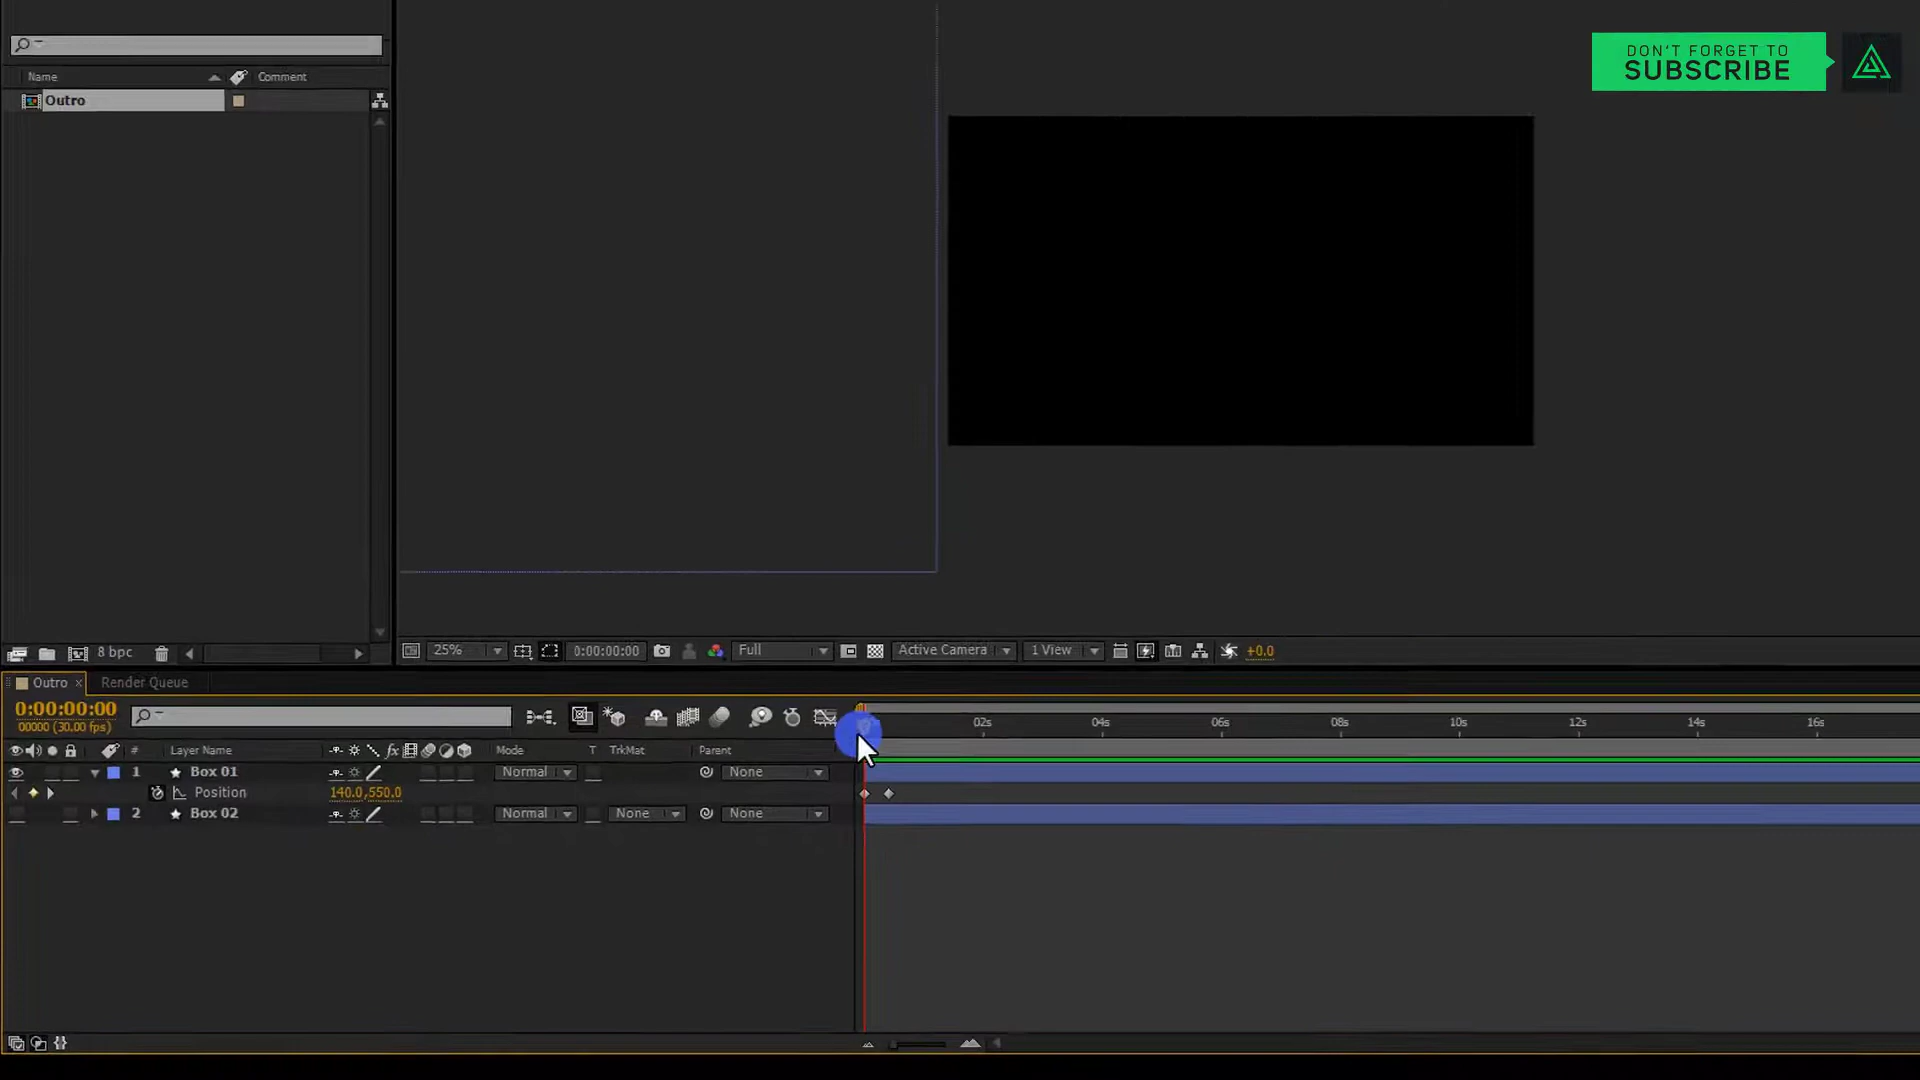 DON'T FORGET TO
SUBSCRIBE
Name Comment
Outro
8 bpc
25% 0:00:00:00 Full Active Camera 1 View +0.0
Outro × Render Queue
0:00:00:00
00000 (30.00 fps)
02s 04s 06s 08s 10s 12s 14s 16s
# Layer Name fx Mode T TrkMat Parent
1 Box 01 Normal None
Position 140.0,550.0
2 Box 02 Normal None None